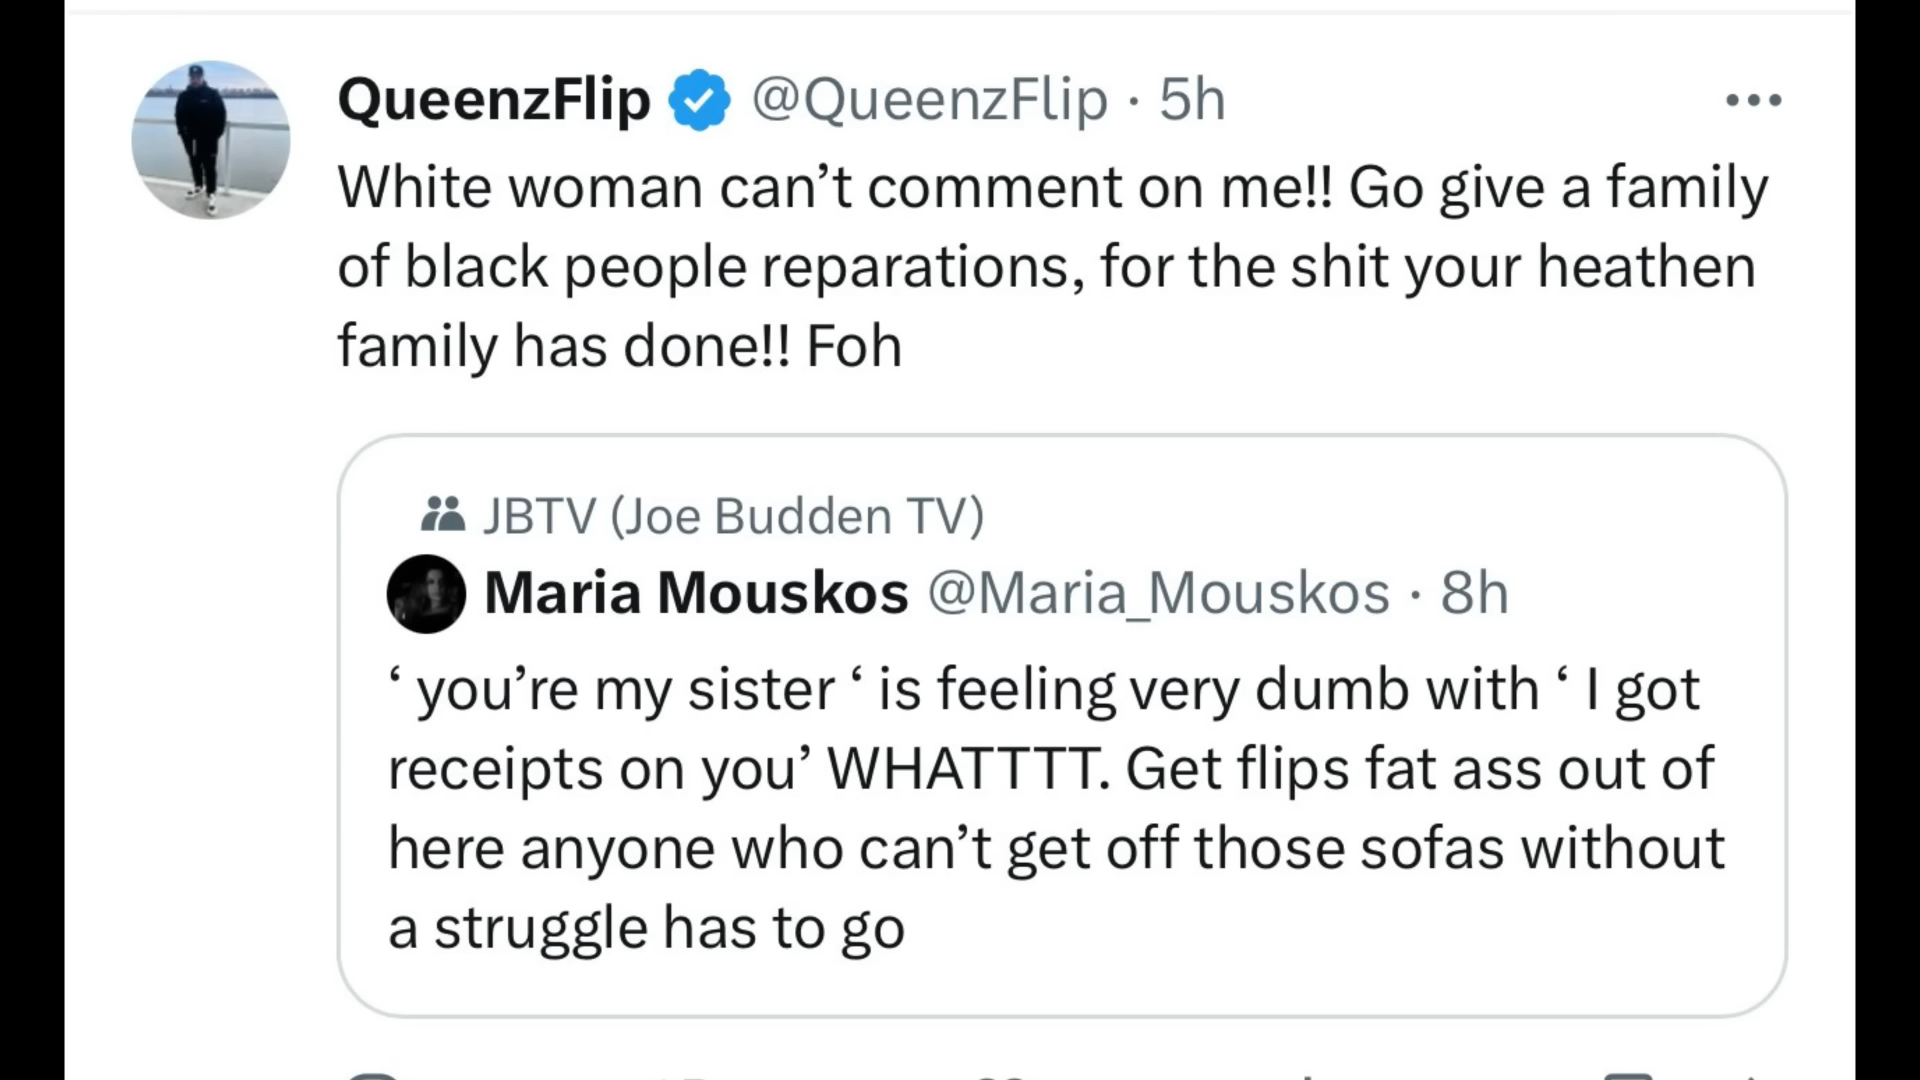 QueenzFlip @QueenzFlip · 5h
White woman can’t comment on me!! Go give a family
of black people reparations, for the shit your heathen
family has done!! Foh
JBTV (Joe Budden TV)
Maria Mouskos @Maria_Mouskos · 8h
‘ you’re my sister ‘ is feeling very dumb with ‘ I got
receipts on you’ WHATTTT. Get flips fat ass out of
here anyone who can’t get off those sofas without
a struggle has to go